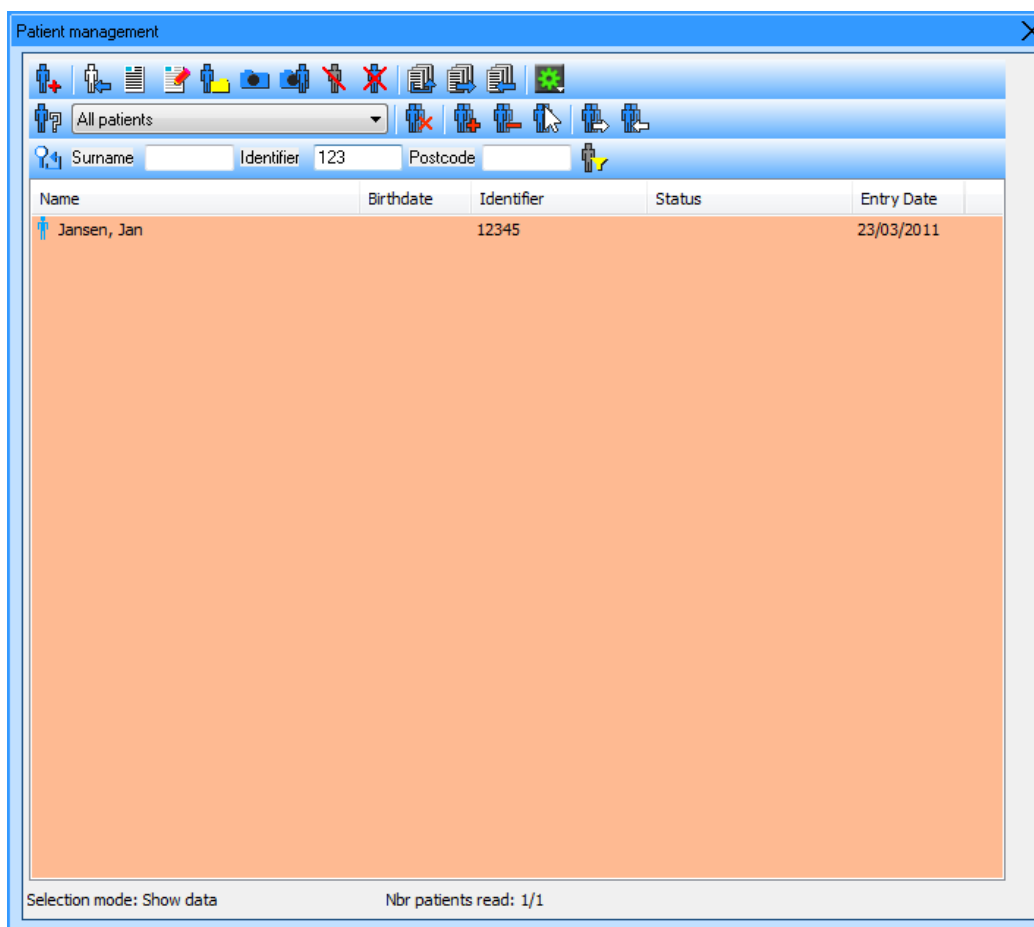 Patient management
All patients
Surname Identifier 123 Postcode
Name Birthdate Identifier Status Entry Date
Jansen, Jan 12345 23/03/2011
Selection mode: Show data Nbr patients read: 1/1